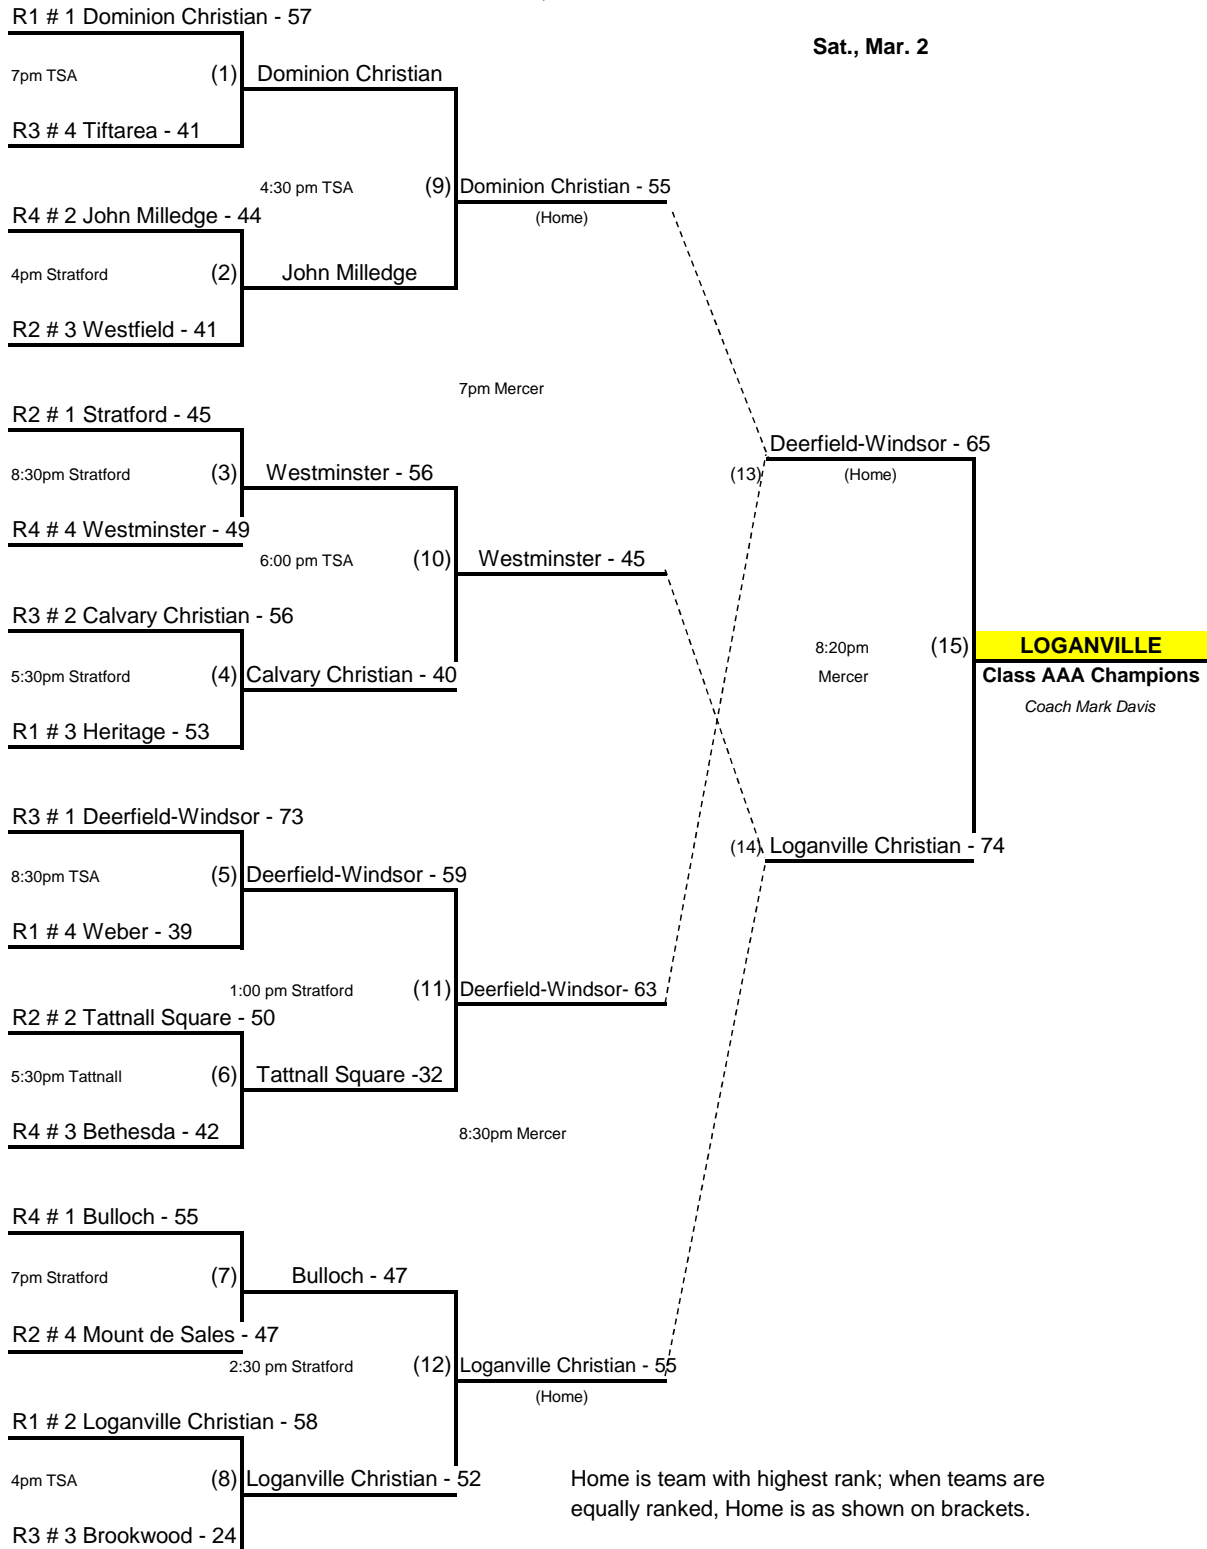 R1 # 1 Dominion Christian - 57
Sat., Mar. 2
7pm TSA (1) Dominion Christian
R3 # 4 Tiftarea - 41
4:30 pm TSA (9) Dominion Christian - 55
R4 # 2 John Milledge - 44 (Home)
4pm Stratford (2) John Milledge
R2 # 3 Westfield - 41
7pm Mercer
R2 # 1 Stratford - 45
Deerfield-Windsor - 65
8:30pm Stratford (3) Westminster - 56 (13) (Home)
R4 # 4 Westminster - 49
6:00 pm TSA (10) Westminster - 45
R3 # 2 Calvary Christian - 56
8:20pm (15) LOGANVILLE
5:30pm Stratford (4) Calvary Christian - 40 Mercer Class AAA Champions
Coach Mark Davis
R1 # 3 Heritage - 53
R3 # 1 Deerfield-Windsor - 73
(14) Loganville Christian - 74
8:30pm TSA (5) Deerfield-Windsor - 59
R1 # 4 Weber - 39
1:00 pm Stratford (11) Deerfield-Windsor- 63
R2 # 2 Tattnall Square - 50
5:30pm Tattnall (6) Tattnall Square -32
R4 # 3 Bethesda - 42 8:30pm Mercer
R4 # 1 Bulloch - 55
7pm Stratford (7) Bulloch - 47
R2 # 4 Mount de Sales - 47
2:30 pm Stratford (12) Loganville Christian - 55
(Home)
R1 # 2 Loganville Christian - 58
4pm TSA (8) Loganville Christian - 52 Home is team with highest rank; when teams are
equally ranked, Home is as shown on brackets.
R3 # 3 Brookwood - 24